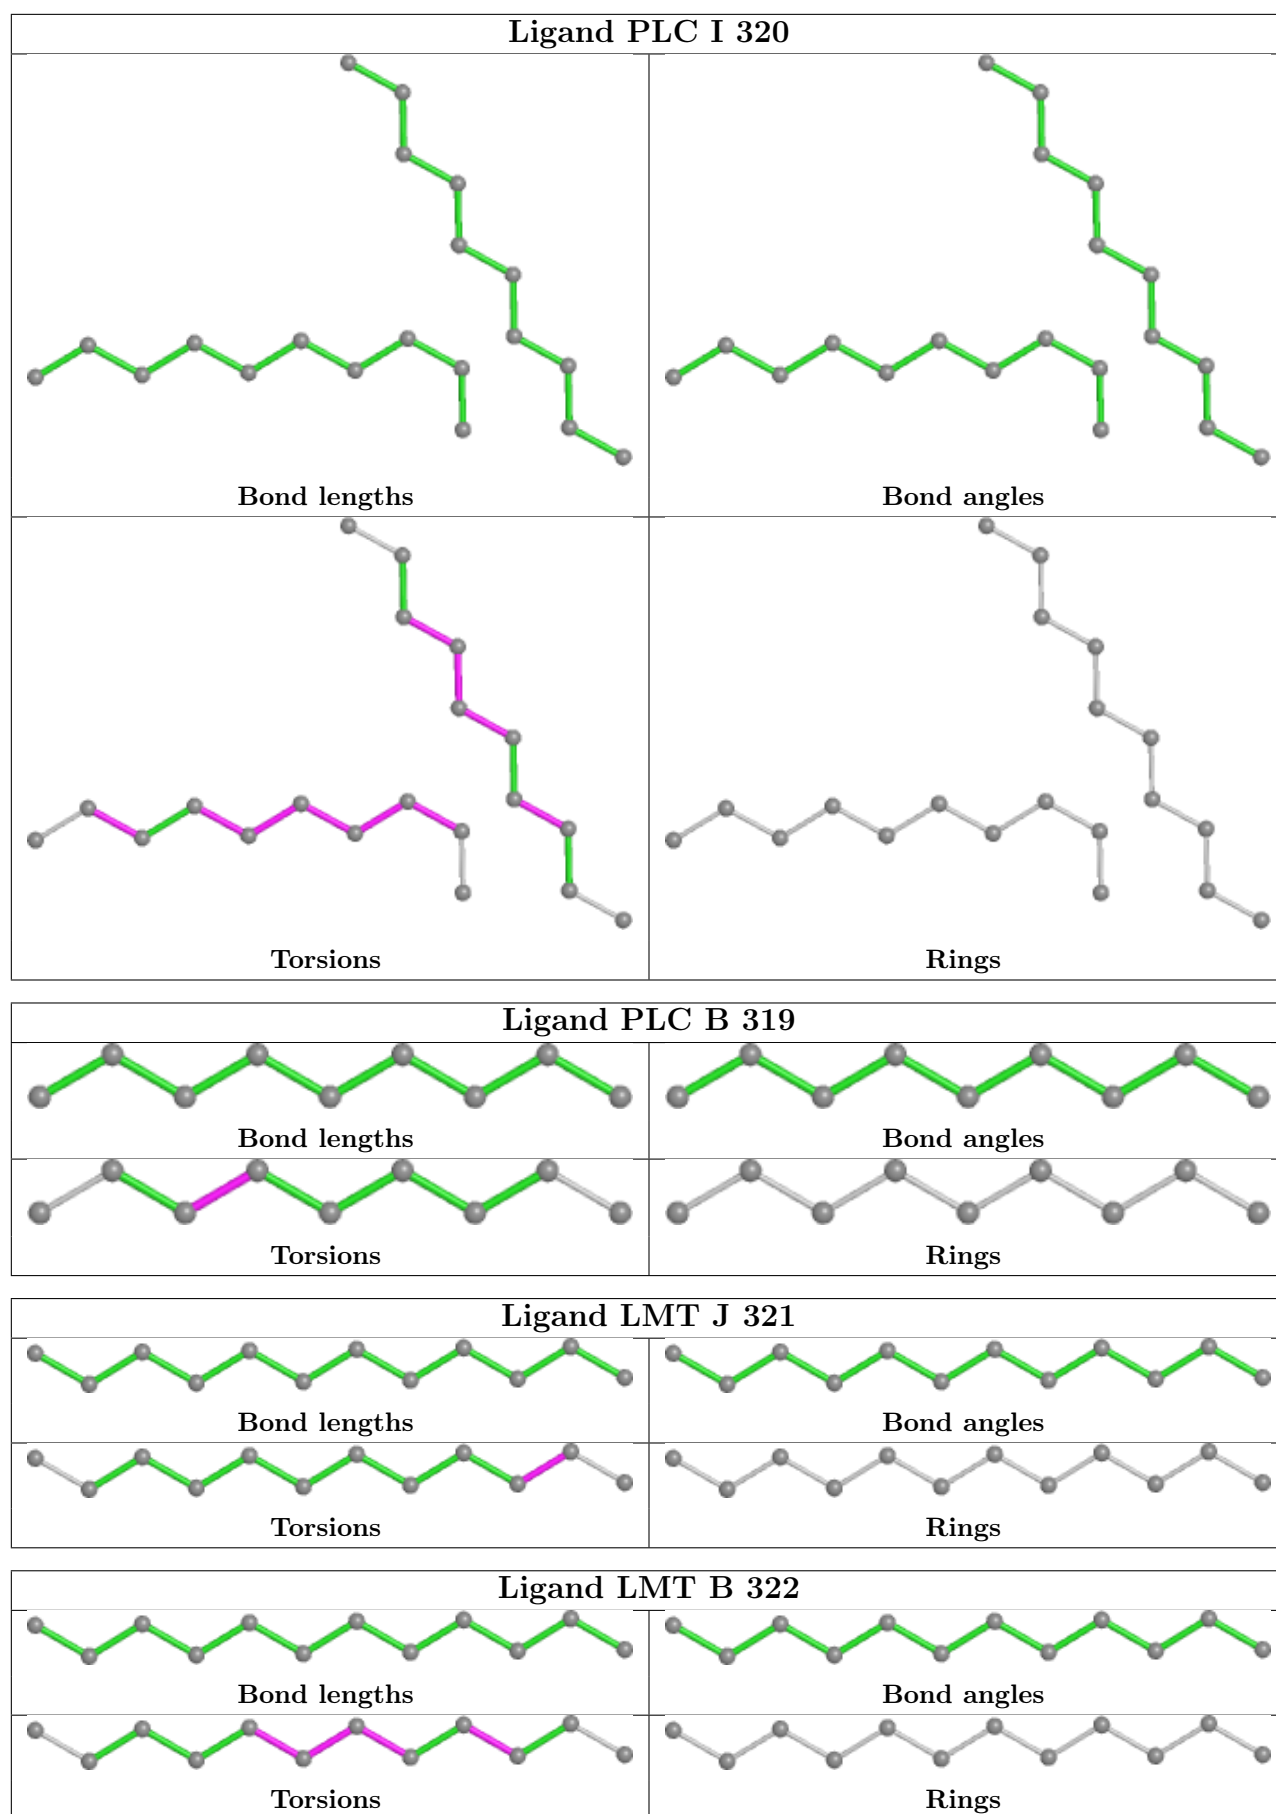 Ligand PLC I 320
Bond lengths
Bond angles
Torsions
Rings
Ligand PLC B 319
Bond lengths
Bond angles
Torsions
Rings
Ligand LMT J 321
Bond lengths
Bond angles
Torsions
Rings
Ligand LMT B 322
Bond lengths
Bond angles
Torsions
Rings